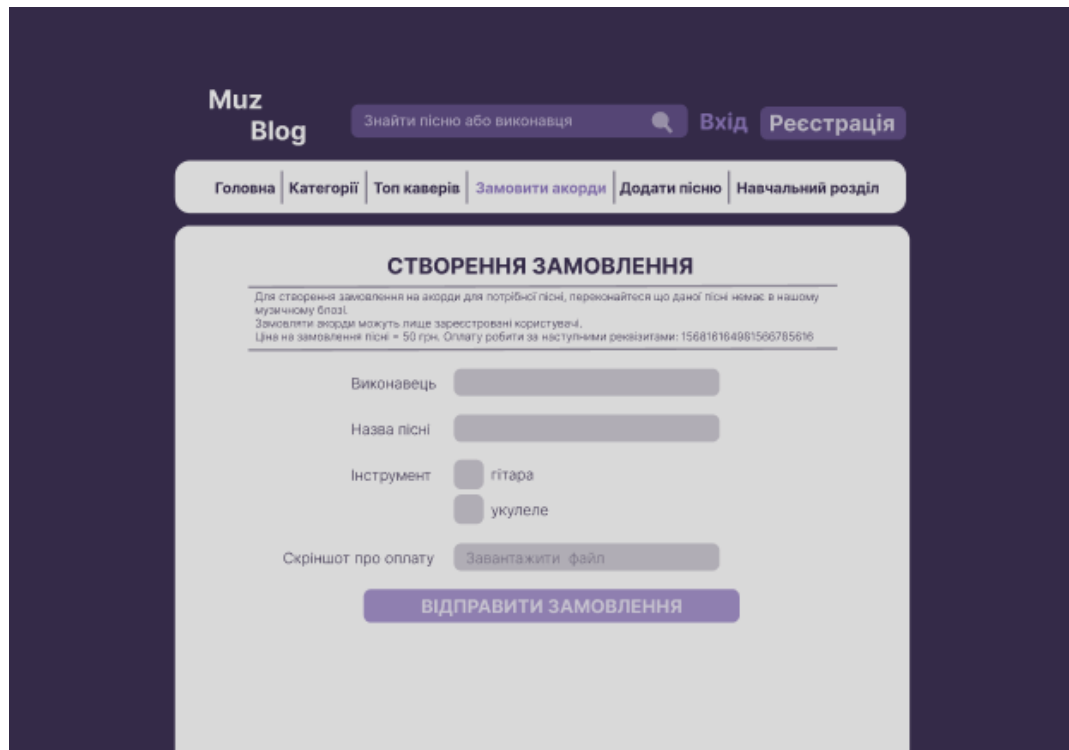 Muz
Blog
Знайти пісню або виконавця
Вхід
Реєстрація
Головна
Категорії
Топ каверів
Замовити акорди
Додати пісню
Навчальний розділ
СТВОРЕННЯ ЗАМОВЛЕННЯ
Для створення замовлення на акорди для потрібної пісні, переконайтеся що даної пісні немає в нашому
музичному блозі.
Замовляти акорди можуть лише зареєстровані користувачі.
Ціна на замовлення пісні = 50 грн. Оплату робити за наступними реквізитами: 156816164981566785616
Виконавець
Назва пісні
Інструмент
гітара
укулеле
Скріншот про оплату
Завантажити файл
ВІДПРАВИТИ ЗАМОВЛЕННЯ